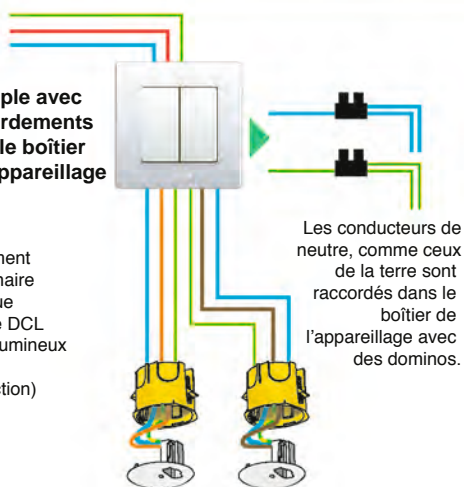 ple avec
rdements
le boîtier
appareillage
ment
naire
ue
e DCL
umineux
ction)
Les conducteurs de
neutre, comme ceux
de la terre sont
raccordés dans le
boîtier de
l'appareillage avec
des dominos.